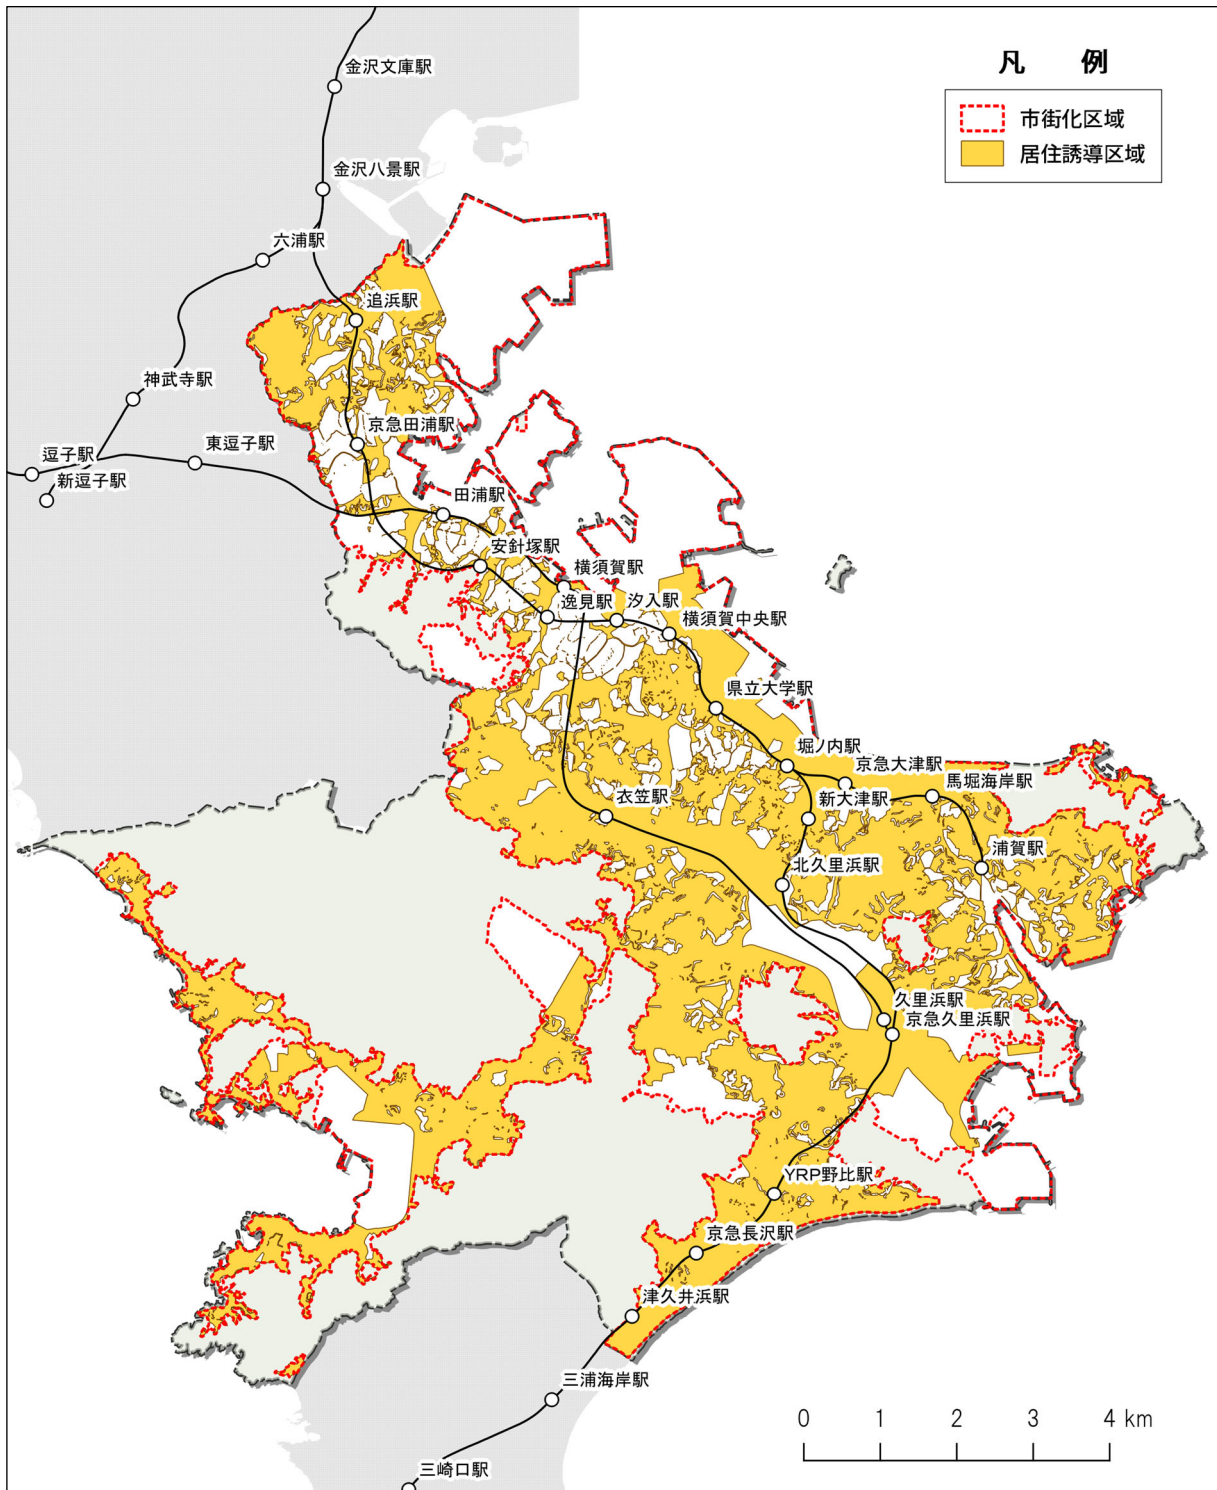 凡 例
市街化区域
居住誘導区域
金沢文庫駅
金沢八景駅
六浦駅
追浜駅
神武寺駅
京急田浦駅
東逗子駅
逗子駅
新逗子駅
田浦駅
安針塚駅
横須賀駅
逸見駅
汐入駅
横須賀中央駅
県立大学駅
堀ノ内駅
京急大津駅
馬堀海岸駅
新大津駅
衣笠駅
浦賀駅
北久里浜駅
久里浜駅
京急久里浜駅
YRP野比駅
京急長沢駅
津久井浜駅
三浦海岸駅
三崎口駅
0 1 2 3 4 km